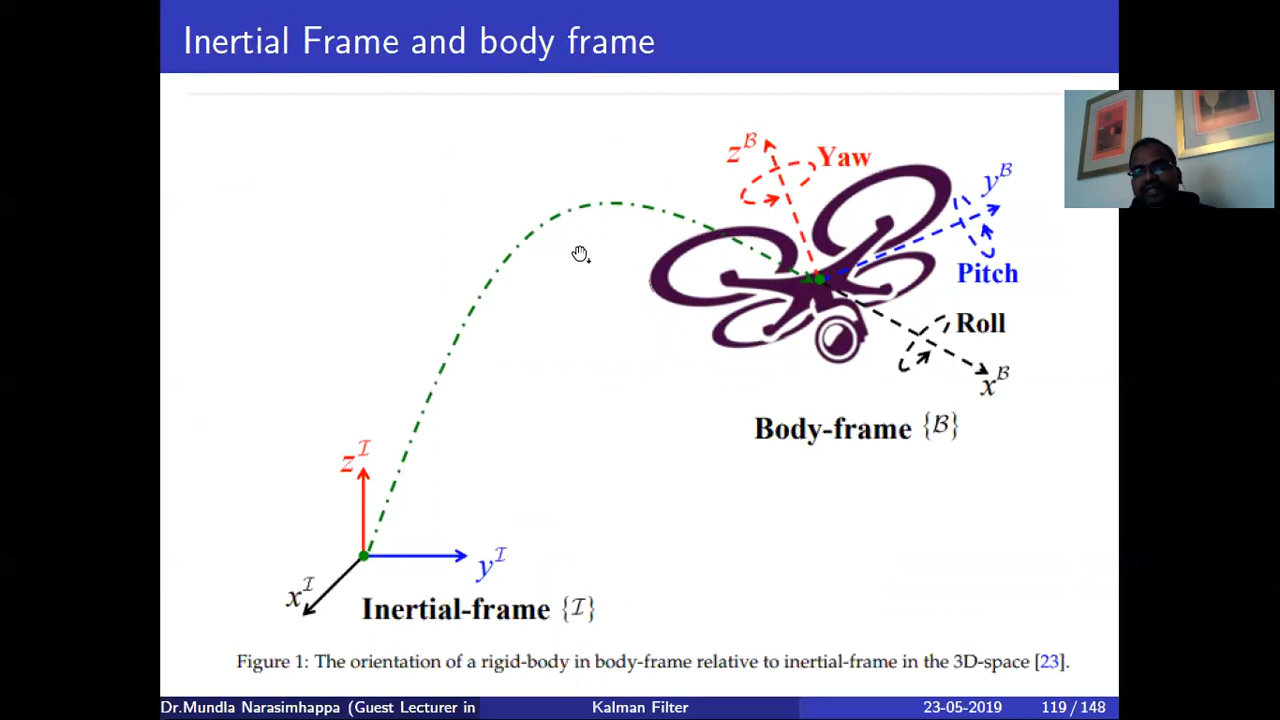 Inertial Frame and body frame
z^B
Yaw
y^B
Pitch
Roll
x^B
Body-frame {B}
z^I
y^I
x^I
Inertial-frame {I}
Figure 1: The orientation of a rigid-body in body-frame relative to inertial-frame in the 3D-space [23].
Dr.Mundla Narasimhappa (Guest Lecturer in Kalman Filter 23-05-2019 119 / 148